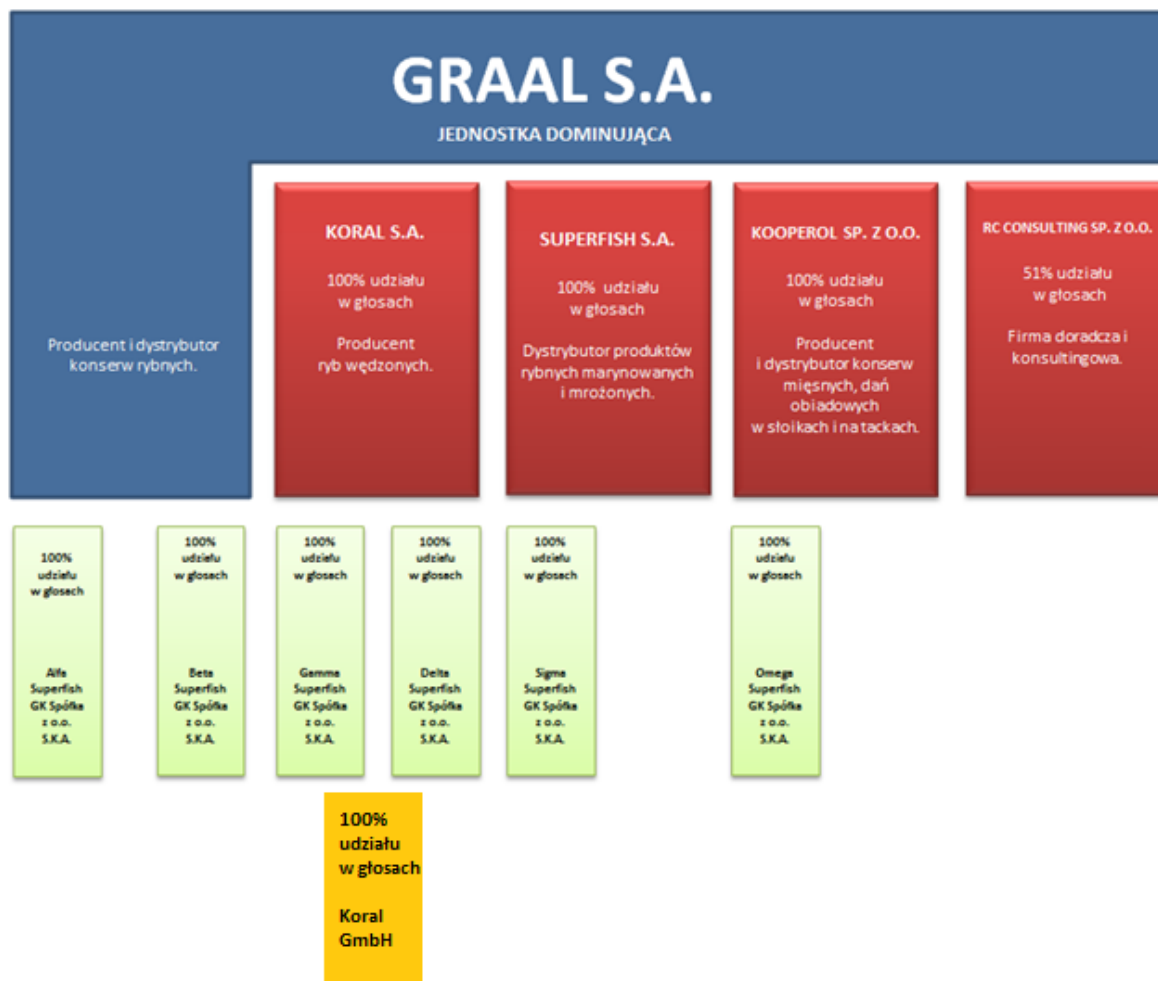 GRAAL S.A.
JEDNOSTKA DOMINUJĄCA
Producent i dystrybutor
konserw rybnych.
KORAL S.A.
100% udziału
w głosach
Producent
ryb wędzonych.
SUPERFISH S.A.
100% udziału
w głosach
Dystrybutor produktów
rybnych marynowanych
i mrożonych.
KOOPEROL SP. Z O.O.
100% udziału
w głosach
Producent
i dystrybutor konserw
mięsnych, dań
obiadowych
w słoikach i na tackach.
RC CONSULTING SP. Z O.O.
51% udziału
w głosach
Firma doradcza i
konsultingowa.
100%
udziału
w głosach
Alfa
Superfish
GK Spółka
z o.o.
S.K.A.
100%
udziału
w głosach
Beta
Superfish
GK Spółka
z o.o.
S.K.A.
100%
udziału
w głosach
Gamma
Superfish
GK Spółka
z o.o.
S.K.A.
100%
udziału
w głosach
Delta
Superfish
GK Spółka
z o.o.
S.K.A.
100%
udziału
w głosach
Sigma
Superfish
GK Spółka
z o.o.
S.K.A.
100%
udziału
w głosach
Omega
Superfish
GK Spółka
z o.o.
S.K.A.
100%
udziału
w głosach
Koral
GmbH